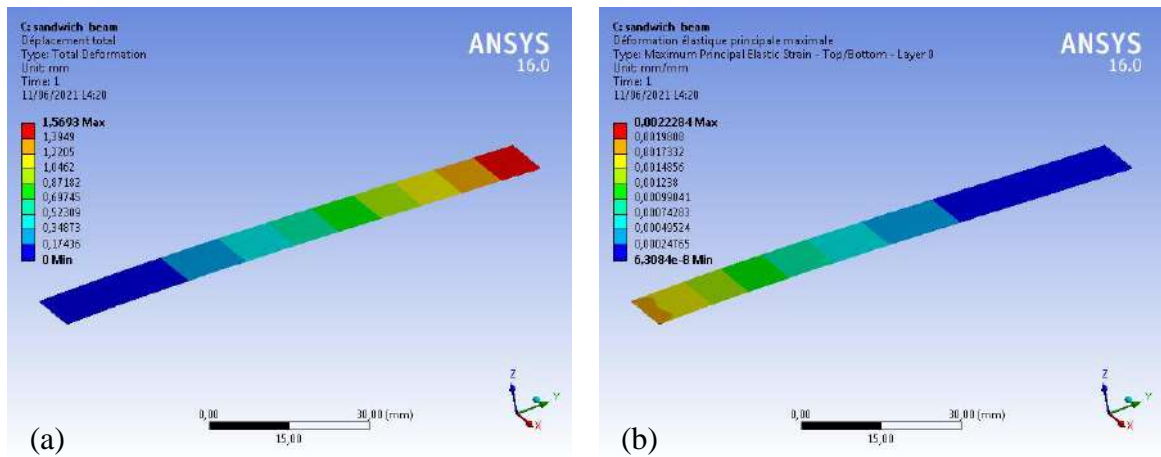 C: sandwich_beam
Déplacement total
Type: Total Deformation
Unit: mm
Time: 1
11/06/2021 14:20
ANSYS
16.0
1,5693 Max
1,3949
1,2205
1,0462
0,87182
0,69745
0,52309
0,34873
0,17436
0 Min
Z
Y
X
0,00
30,00 (mm)
15,00
(a)
C: sandwich_beam
Déformation élastique principale maximale
Type: Maximum Principal Elastic Strain - Top/Bottom - Layer 0
Unit: mm/mm
Time: 1
11/06/2021 14:20
ANSYS
16.0
0,0022284 Max
0,0019808
0,0017332
0,0014856
0,001238
0,00099041
0,00074283
0,00049524
0,00024765
6,3084e-8 Min
Z
Y
X
0,00
30,00 (mm)
15,00
(b)